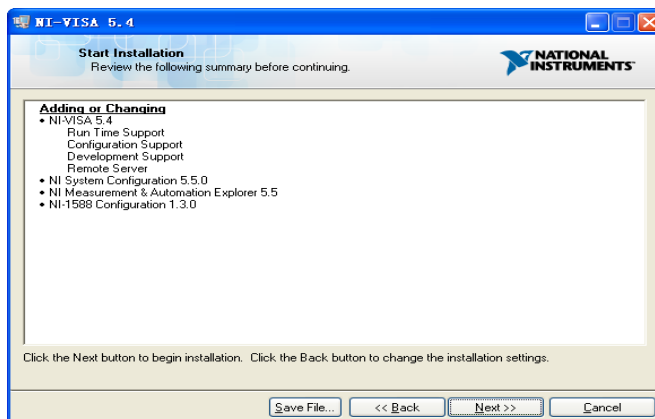 NI-VISA 5.4
Start Installation
Review the following summary before continuing.
NATIONAL
INSTRUMENTS
Adding or Changing
• NI-VISA 5.4
Run Time Support
Configuration Support
Development Support
Remote Server
• NI System Configuration 5.5.0
• NI Measurement & Automation Explorer 5.5
• NI-1588 Configuration 1.3.0
Click the Next button to begin installation. Click the Back button to change the installation settings.
Save File... << Back Next >> Cancel